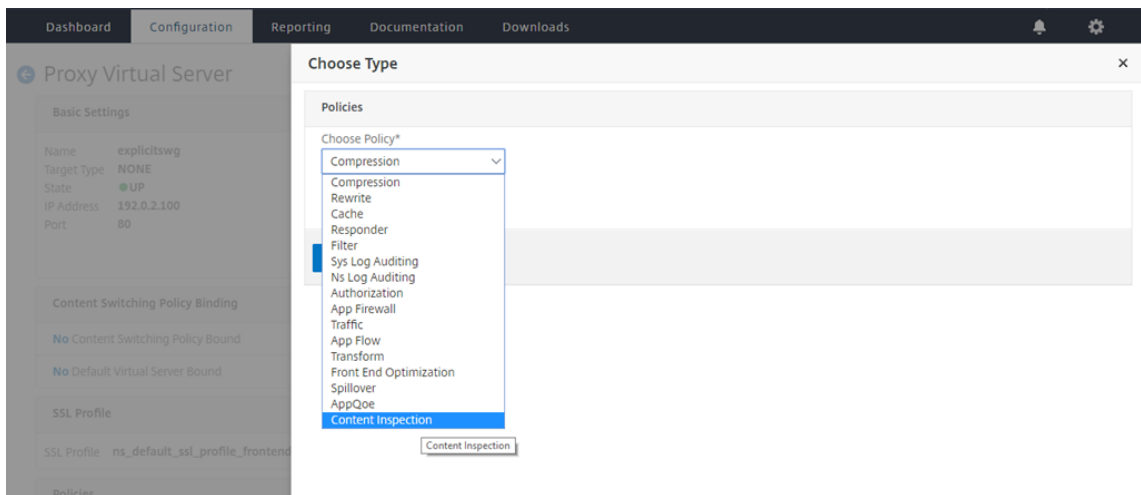 Dashboard Configuration Reporting Documentation Downloads
Proxy Virtual Server
Basic Settings
Name explicitswg
Target Type NONE
State UP
IP Address 192.0.2.100
Port 80
Content Switching Policy Binding
No Content Switching Policy Bound
No Default Virtual Server Bound
SSL Profile
SSL Profile ns_default_ssl_profile_frontend
Policies
Choose Type
Policies
Choose Policy*
Compression
Compression
Rewrite
Cache
Responder
Filter
Sys Log Auditing
Ns Log Auditing
Authorization
App Firewall
Traffic
App Flow
Transform
Front End Optimization
Spillover
AppQoe
Content Inspection
Content Inspection